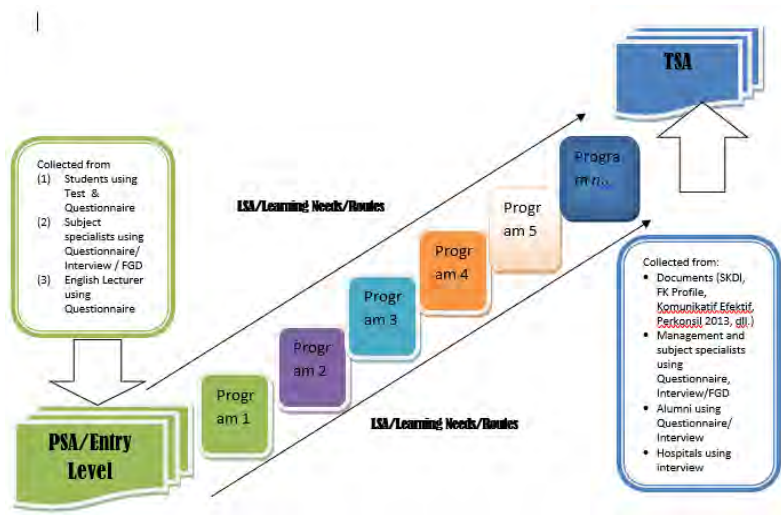 TSA
Collected from
(1) Students using
Test &
Questionnaire
(2) Subject
specialists using
Questionnaire/
Interview / FGD
(3) English Lecturer
using
Questionnaire
LSA/Learning Needs/Routes
Progra
m n...
Progr
am 5
Progr
am 4
Progr
am 3
Progr
am 2
Progr
am 1
PSA/Entry
Level
LSA/Learning Needs/Routes
Collected from:
• Documents (SKDI,
FK Profile,
Komunikatif Efektif,
Perkonsil 2013, dll.)
• Management and
subject specialists
using
Questionnaire,
Interview/FGD
• Alumni using
Questionnaire/
Interview
• Hospitals using
interview